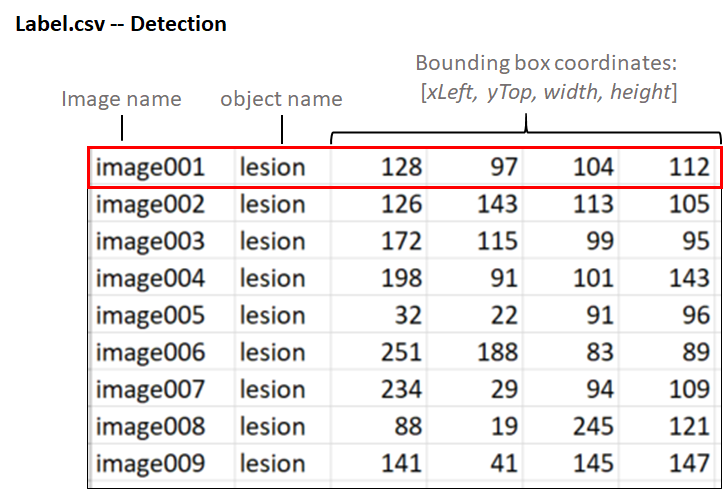 Label.csv -- Detection
Bounding box coordinates:
Image name object name [xLeft, yTop, width, height]
image001 lesion 128 97 104 112
image002 lesion 126 143 113 105
image003 lesion 172 115 99 95
image004 lesion 198 91 101 143
image005 lesion 32 22 91 96
image006 lesion 251 188 83 89
image007 lesion 234 29 94 109
image008 lesion 88 19 245 121
image009 lesion 141 41 145 147